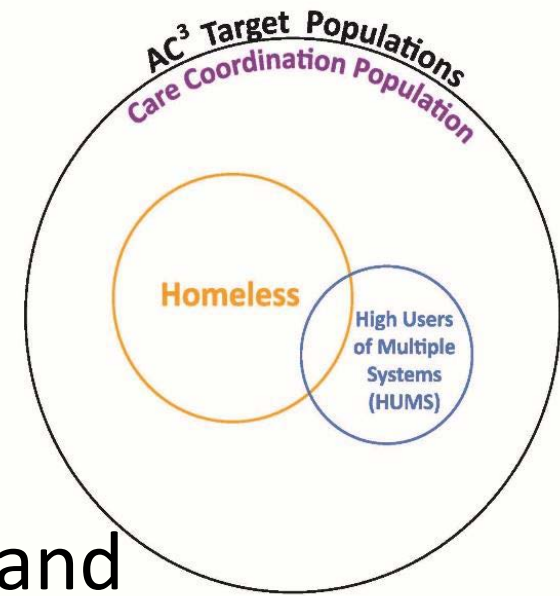 AC³ Target Populations
Care Coordination Population
Homeless
High Users
of Multiple
Systems
(HUMS)
and